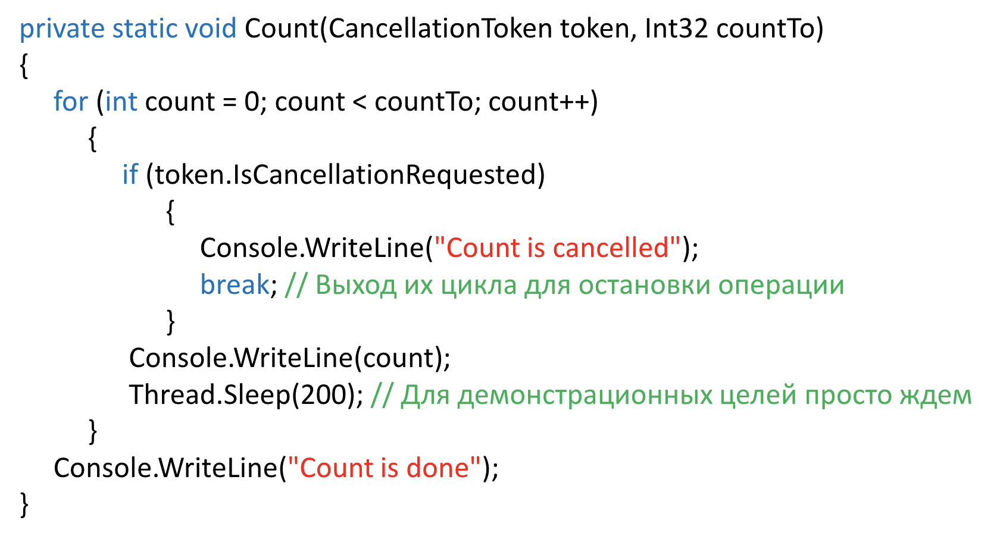 private static void Count(CancellationToken token, Int32 countTo)
{
for (int count = 0; count < countTo; count++)
{
if (token.IsCancellationRequested)
{
Console.WriteLine("Count is cancelled");
break; // Выход их цикла для остановки операции
}
Console.WriteLine(count);
Thread.Sleep(200); // Для демонстрационных целей просто ждем
}
Console.WriteLine("Count is done");
}